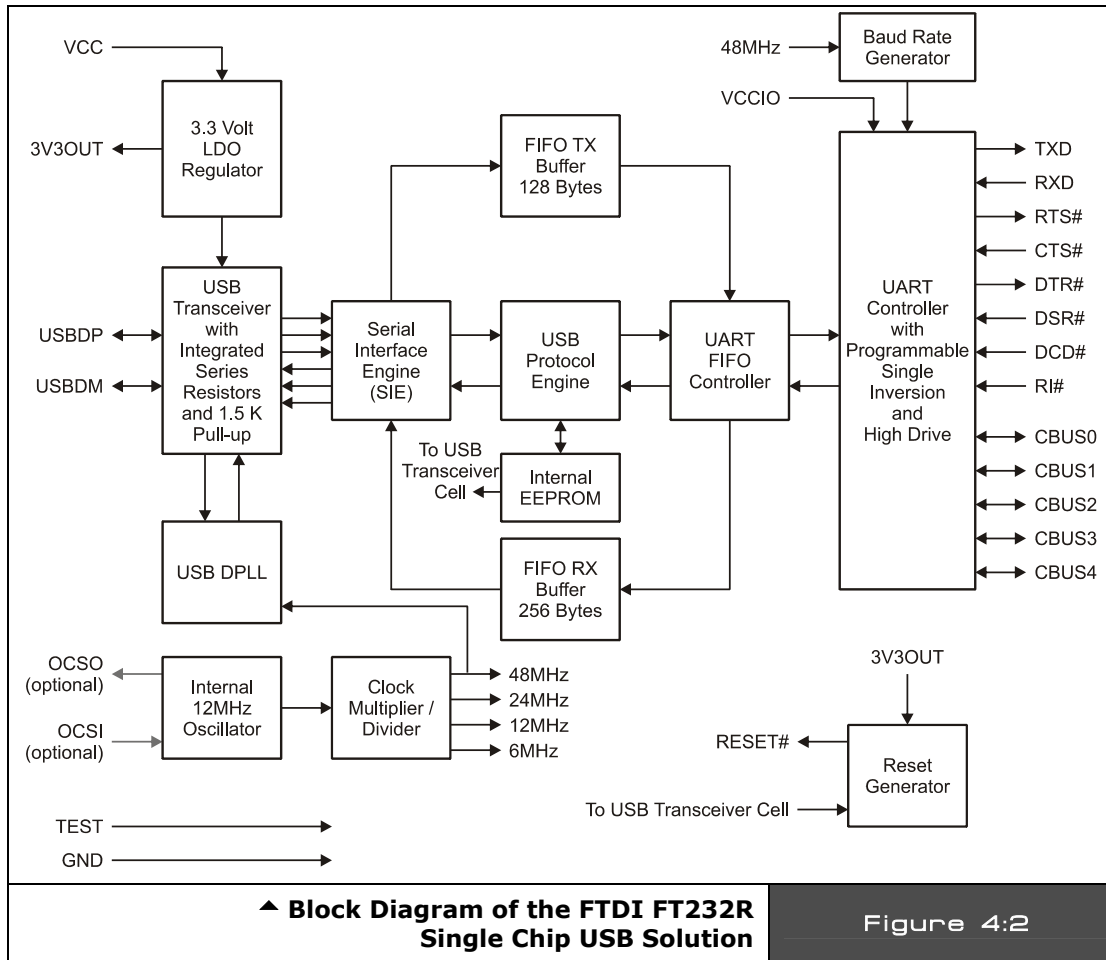 VCC
48MHz
Baud Rate
Generator
VCCIO
3.3 Volt
LDO
Regulator
3V3OUT
FIFO TX
Buffer
128 Bytes
TXD
RXD
RTS#
CTS#
DTR#
DSR#
DCD#
RI#
CBUS0
CBUS1
CBUS2
CBUS3
CBUS4
USBDP
USBDM
USB
Transceiver
with
Integrated
Series
Resistors
and 1.5 K
Pull-up
Serial
Interface
Engine
(SIE)
USB
Protocol
Engine
UART
FIFO
Controller
UART
Controller
with
Programmable
Single
Inversion
and
High Drive
To USB
Transceiver
Cell
Internal
EEPROM
USB DPLL
FIFO RX
Buffer
256 Bytes
OCSO
(optional)
OCSI
(optional)
Internal
12MHz
Oscillator
Clock
Multiplier /
Divider
48MHz
24MHz
12MHz
6MHz
3V3OUT
RESET#
Reset
Generator
To USB Transceiver Cell
TEST
GND
▲ Block Diagram of the FTDI FT232R
Single Chip USB Solution
Figure 4:2